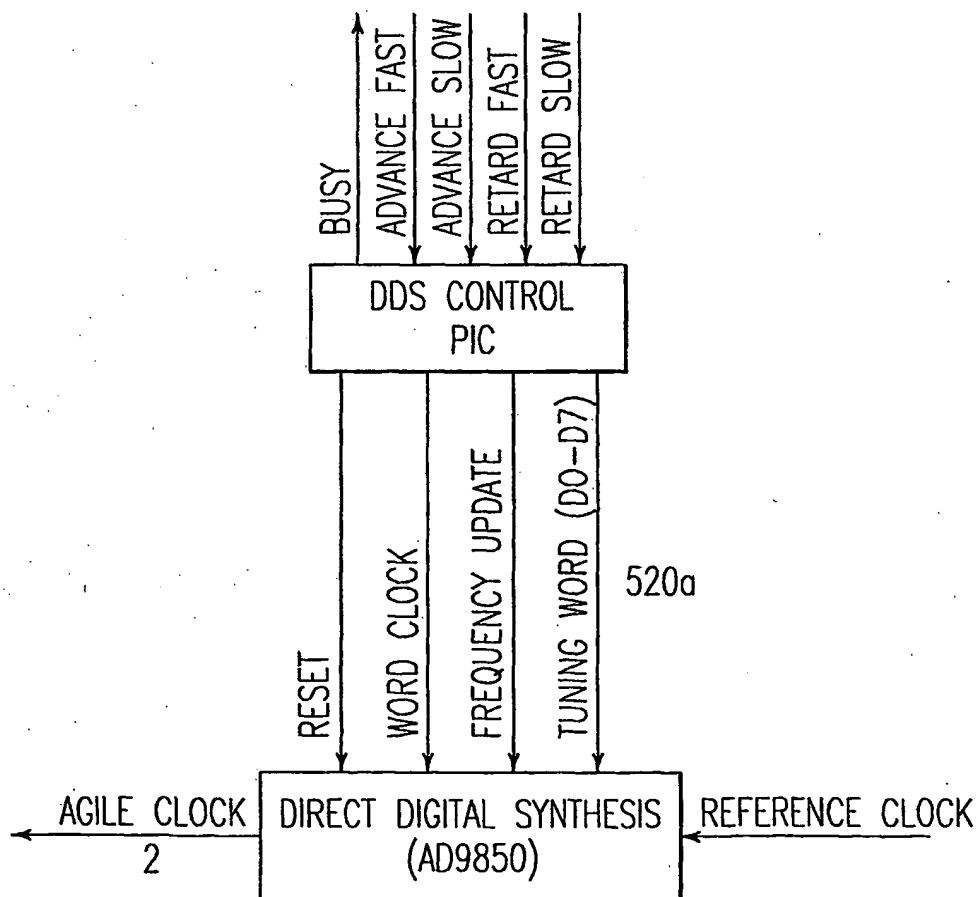 BUSY
ADVANCE FAST
ADVANCE SLOW
RETARD FAST
RETARD SLOW
DDS CONTROL
PIC
RESET
WORD CLOCK
FREQUENCY UPDATE
TUNING WORD (DO-D7)
520a
AGILE CLOCK
2
DIRECT DIGITAL SYNTHESIS
(AD9850)
REFERENCE CLOCK